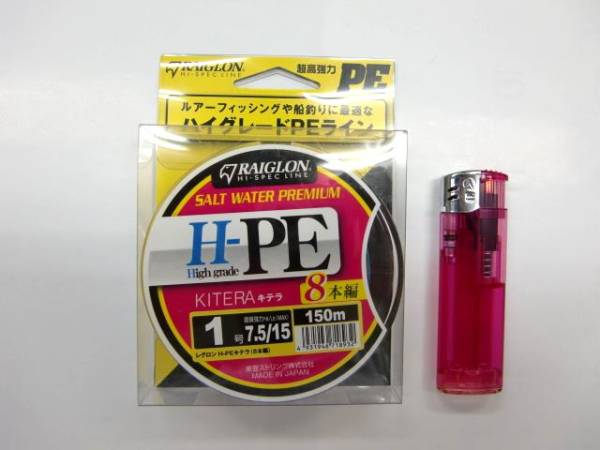 RAIGLON
HI-SPEC LINE
超高強力 PE
ルアーフィッシングや船釣りに最適な
ハイグレードPEライン
RAIGLON
HI-SPEC LINE
SALT WATER PREMIUM
H-PE
High grade
8本編
KITERA キテラ
1号 7.5/15
150m
レグロン H-PEキテラ(8本編)
4 531948 718932
MADE IN JAPAN